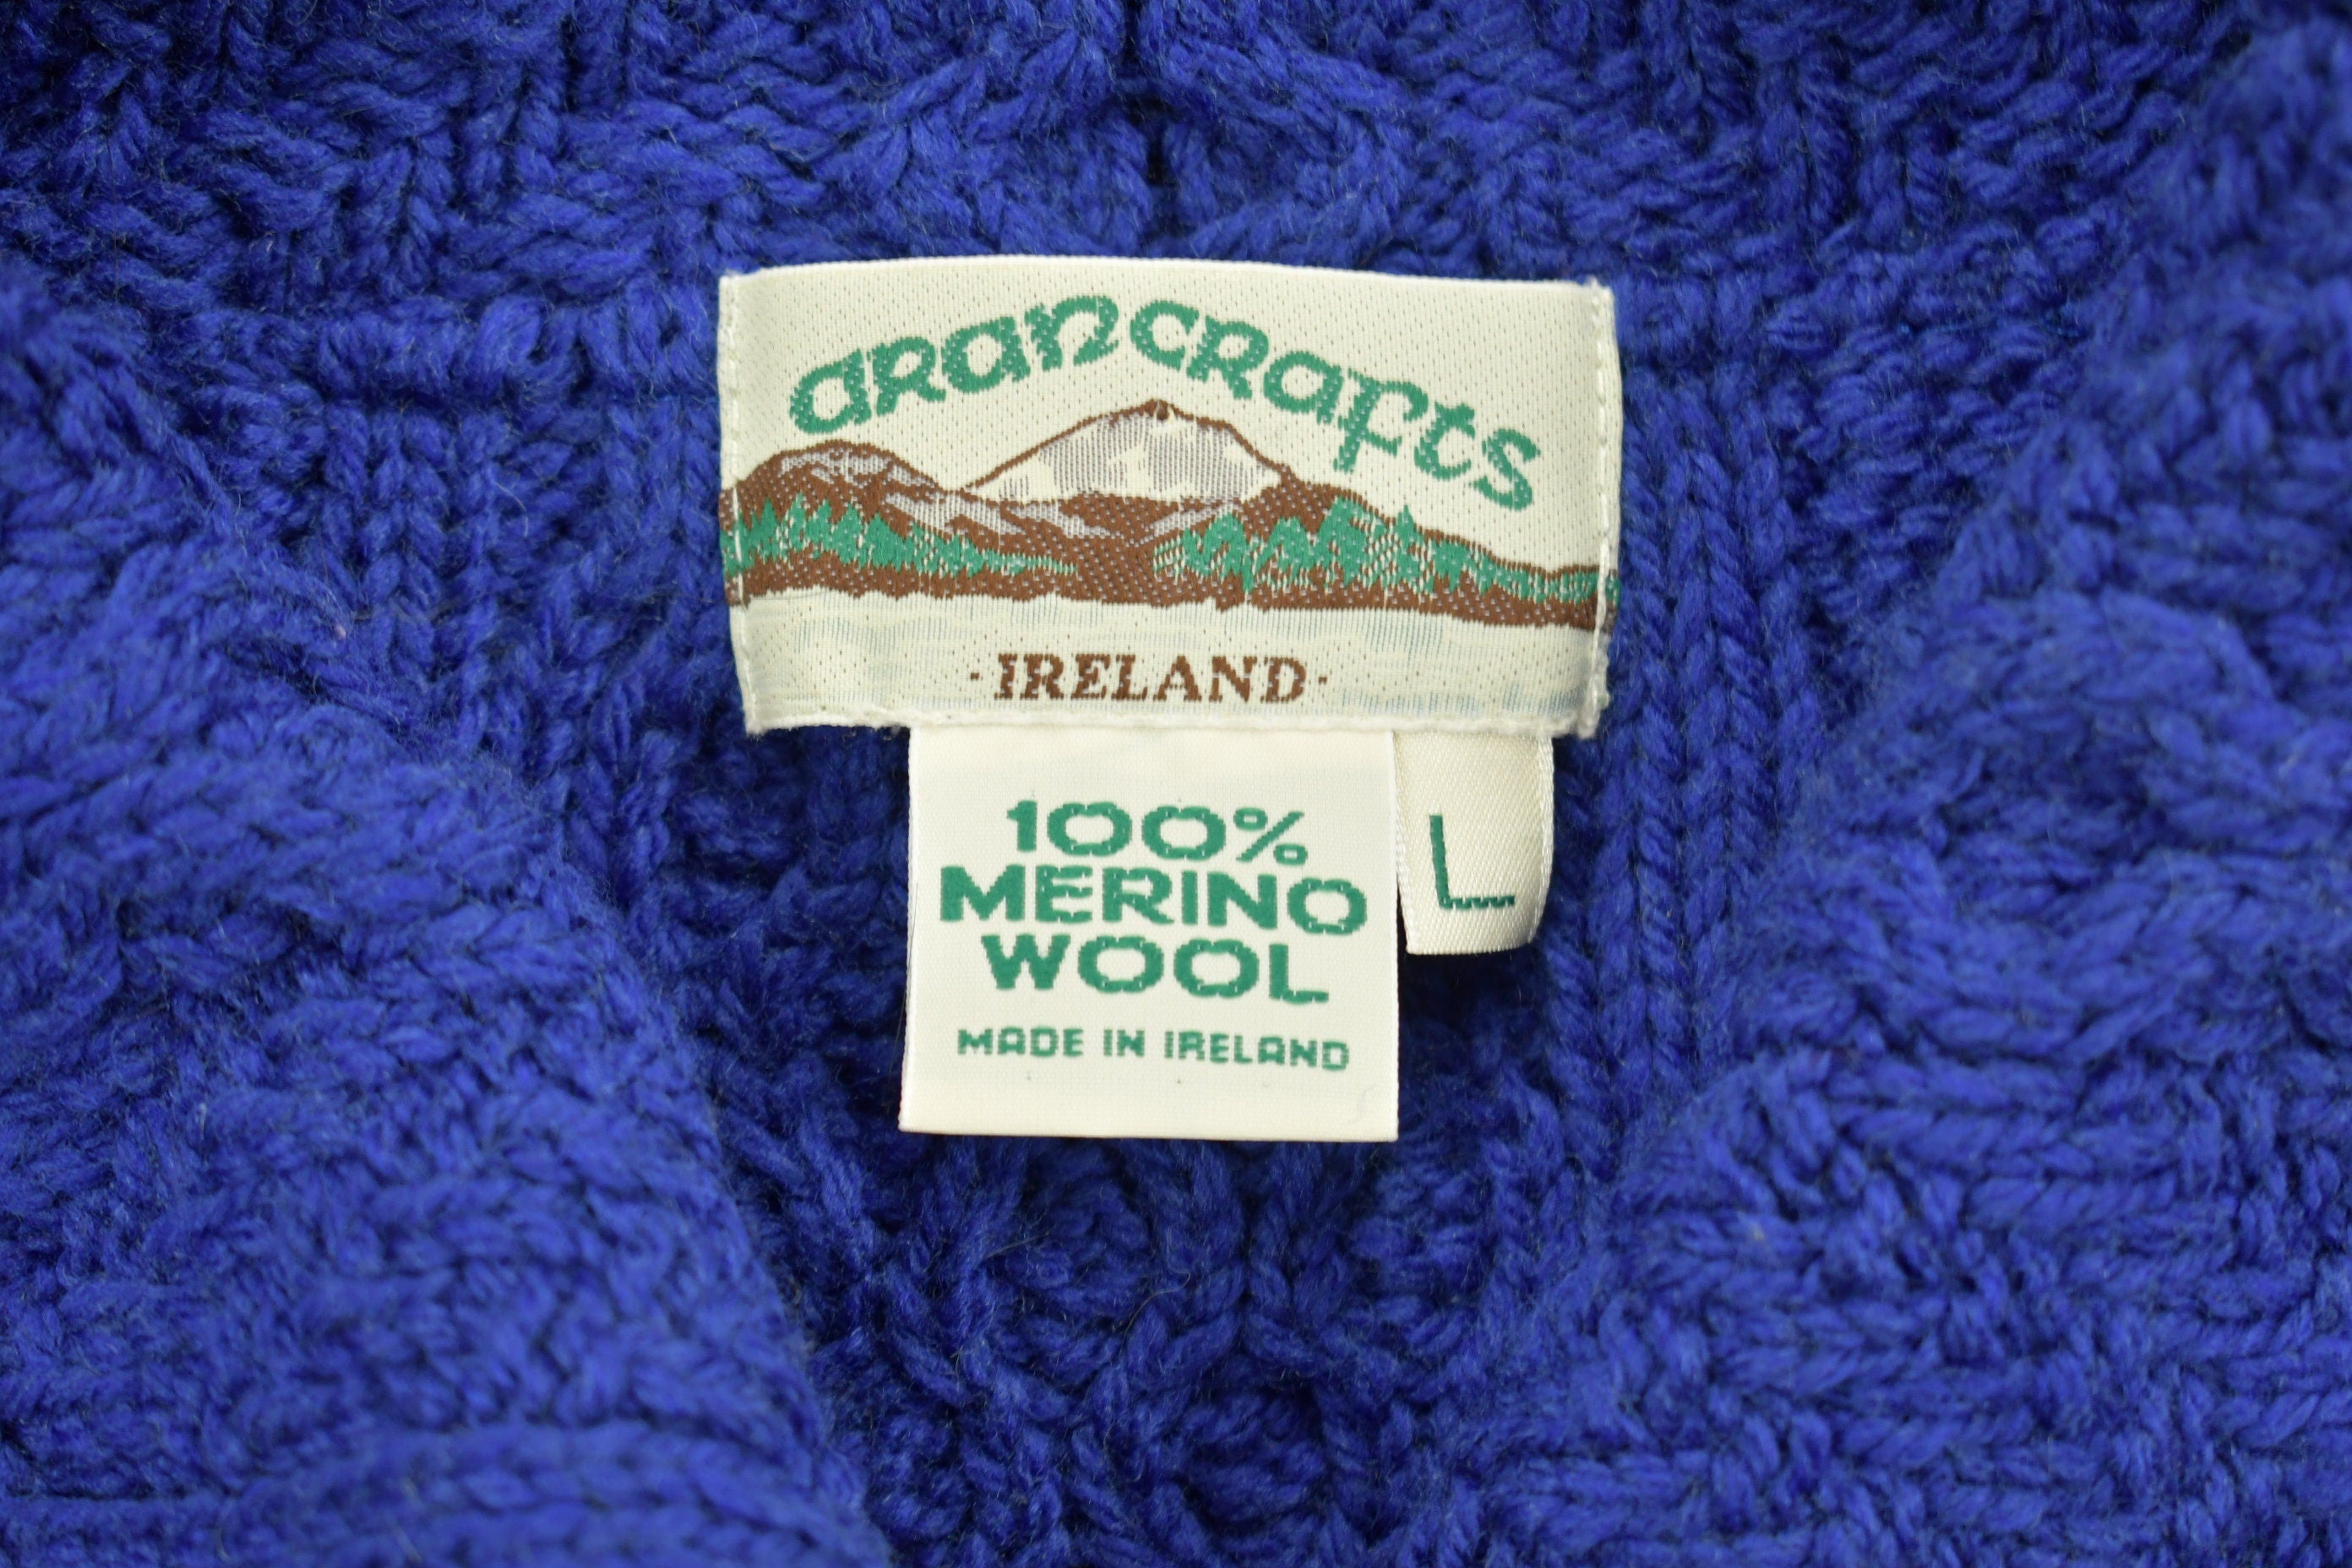 arancrafts
·IRELAND·
100%
MERINO
WOOL
MADE IN IRELAND
L